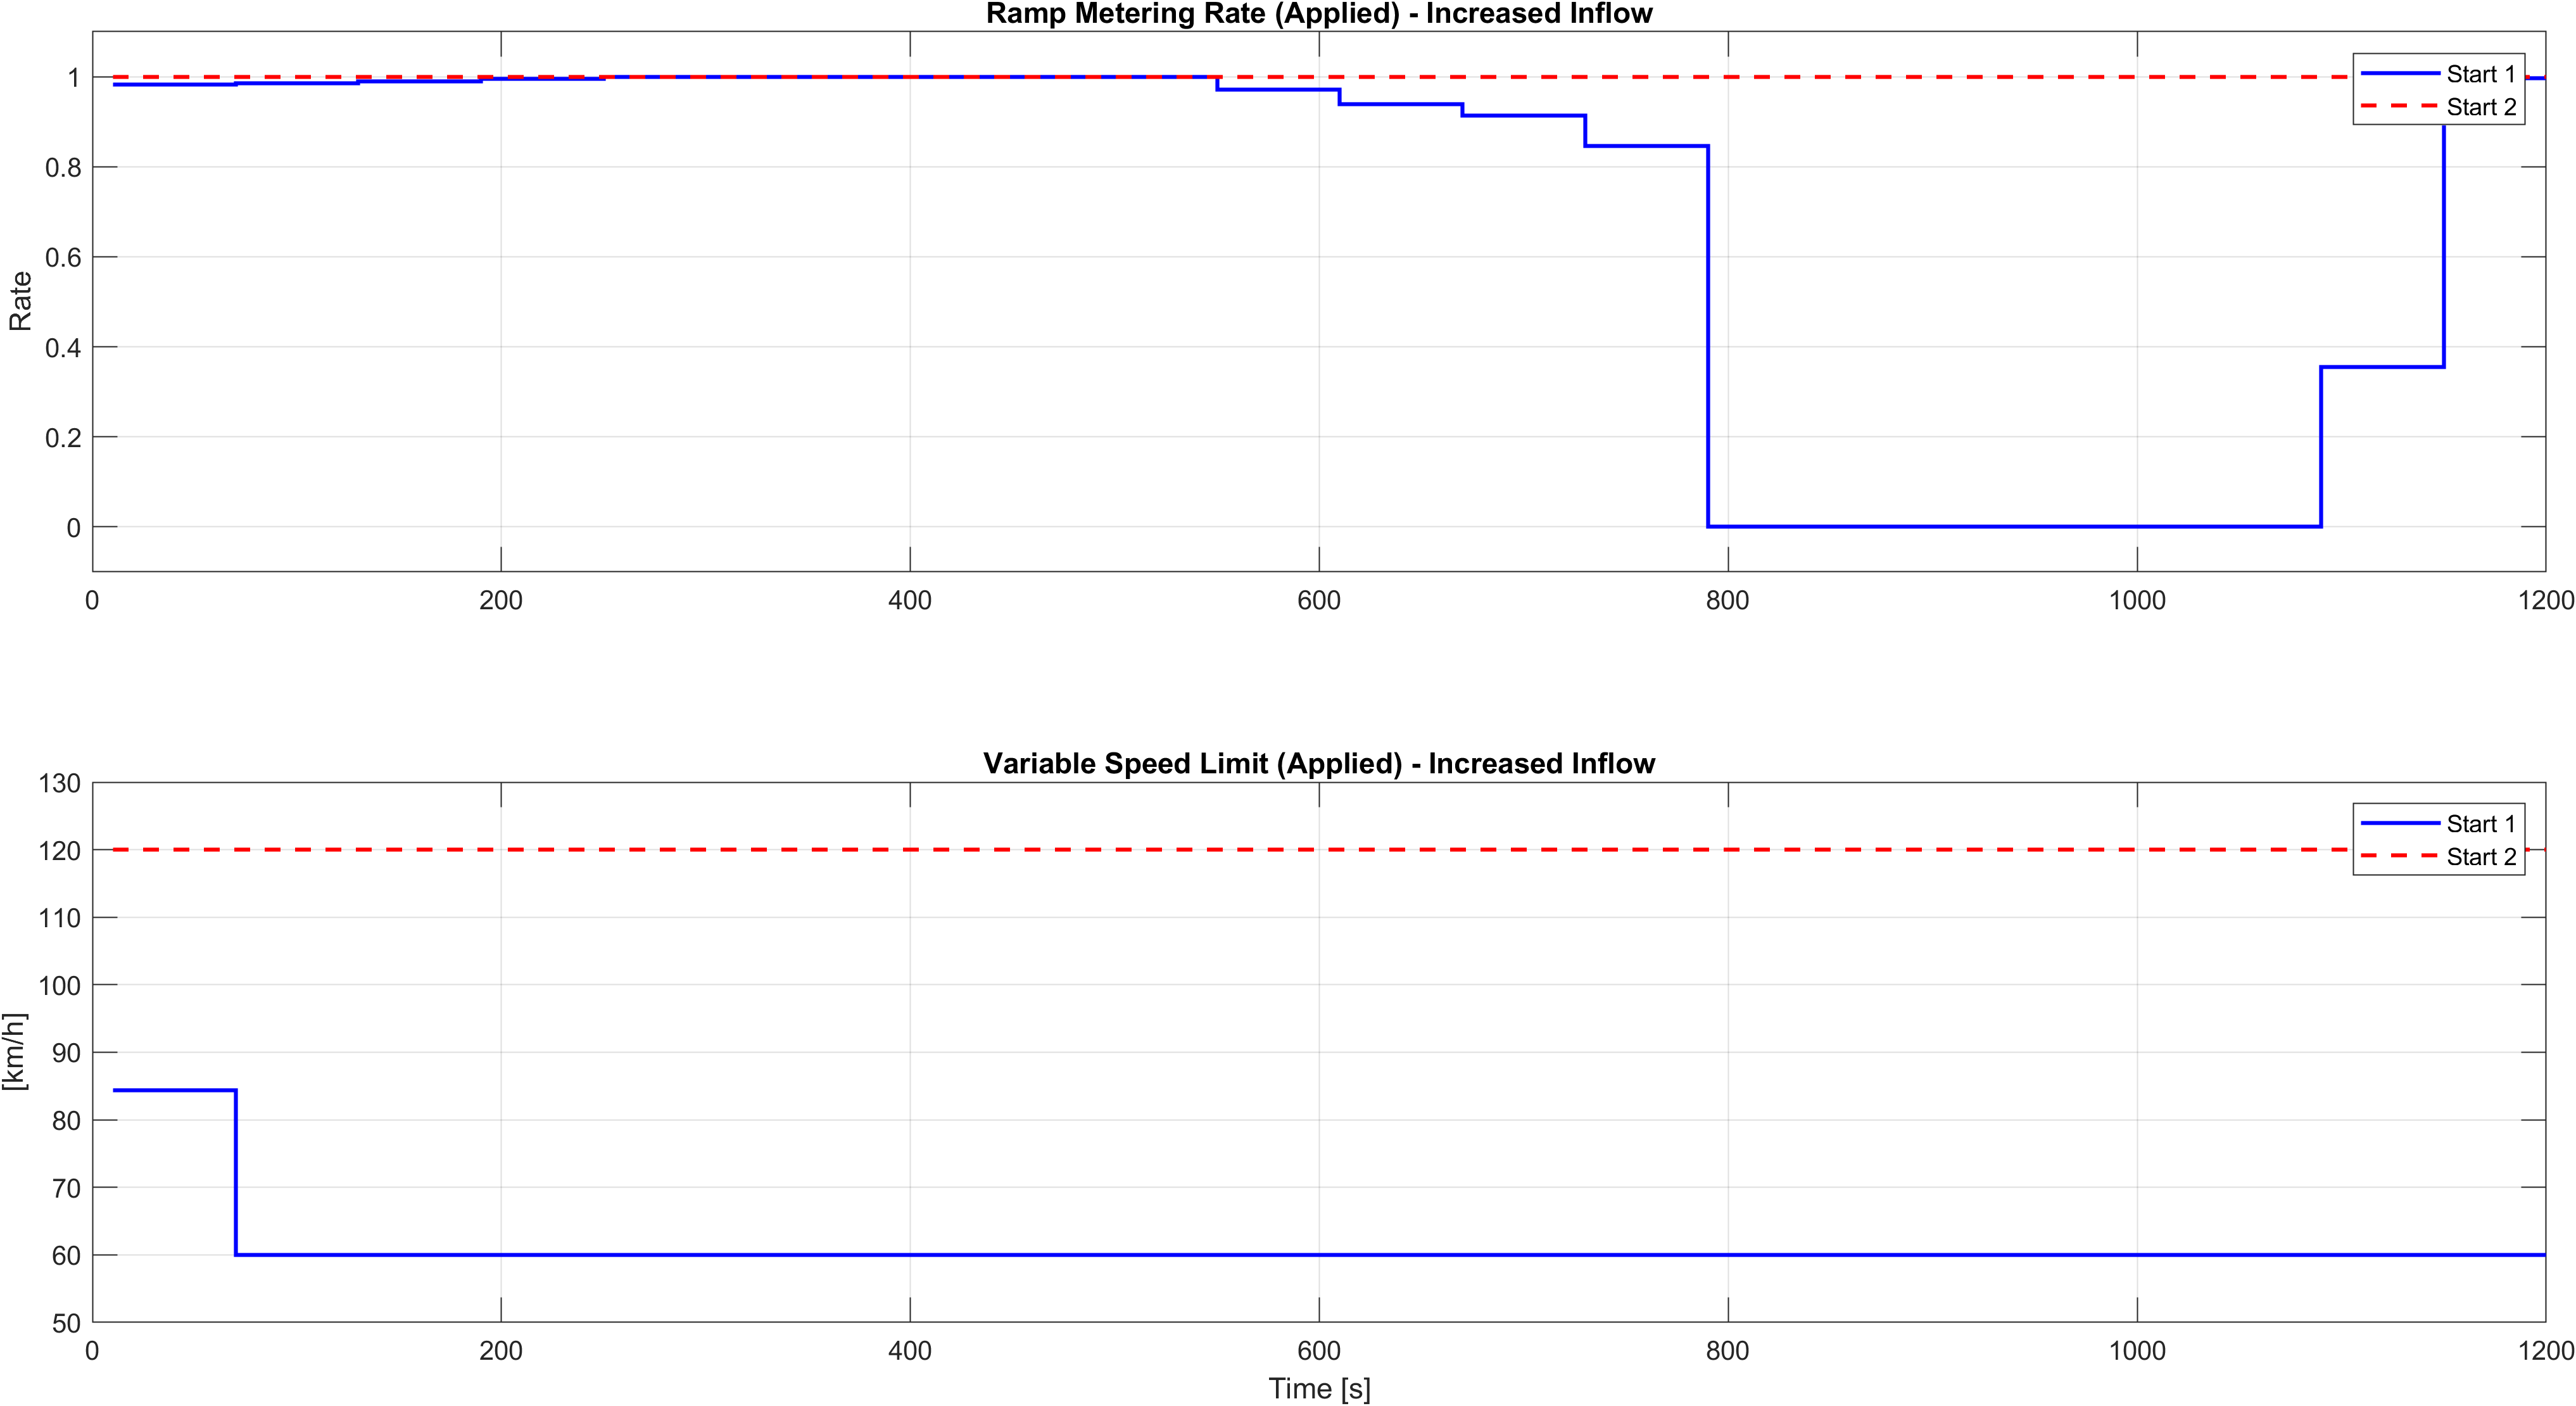 Ramp Metering Rate (Applied) - Increased Inflow
Rate
1
0.8
0.6
0.4
0.2
0
0 200 400 600 800 1000 1200
Start 1
Start 2
Variable Speed Limit (Applied) - Increased Inflow
[km/h]
130
120
110
100
90
80
70
60
50
0 200 400 600 800 1000 1200
Start 1
Start 2
Time [s]